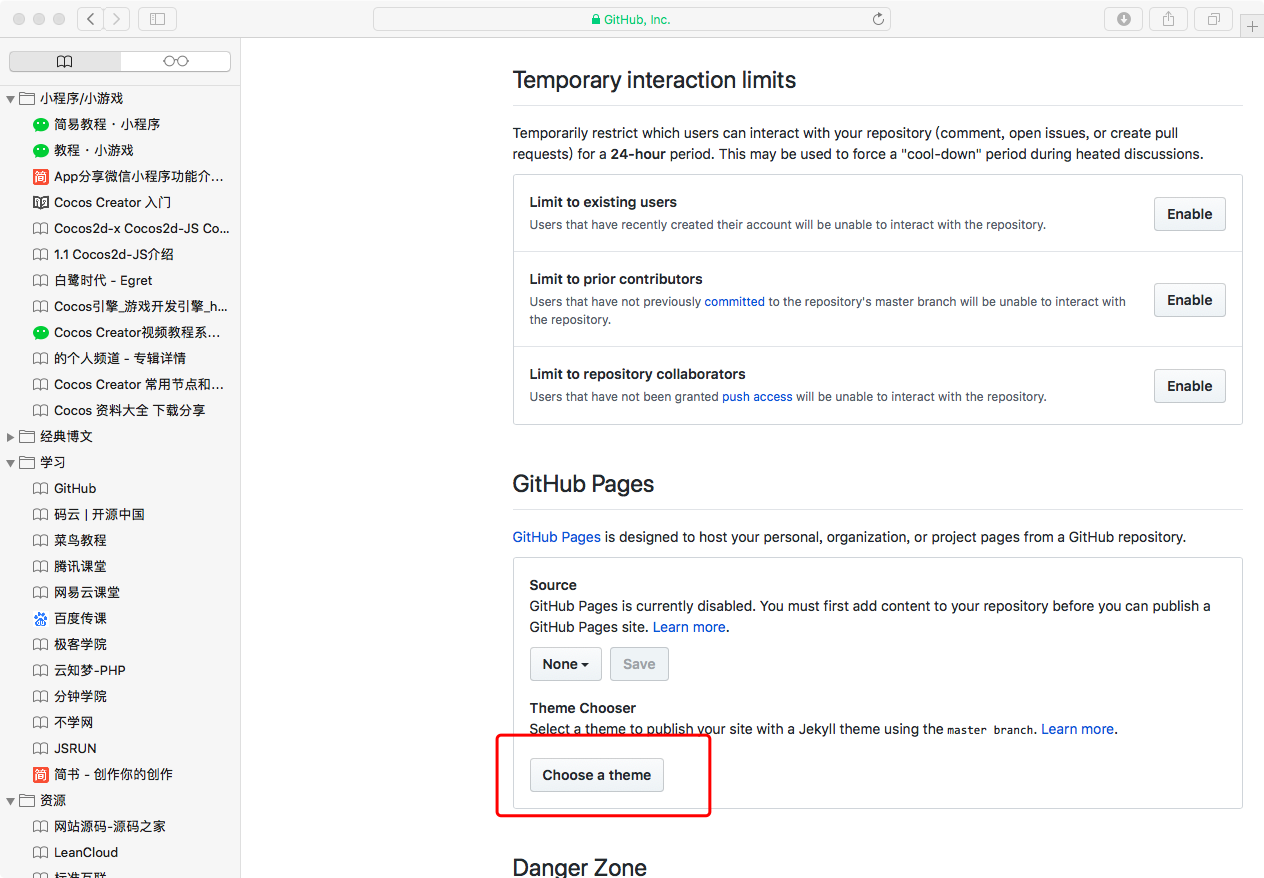 GitHub, Inc.
小程序/小游戏
简易教程・小程序
教程・小游戏
App分享微信小程序功能介…
Cocos Creator 入门
Cocos2d-x Cocos2d-JS Co...
1.1 Cocos2d-JS介绍
白鹭时代 - Egret
Cocos引擎_游戏开发引擎_h...
Cocos Creator视频教程系…
的个人频道 - 专辑详情
Cocos Creator 常用节点和…
Cocos 资料大全 下载分享
经典博文
学习
GitHub
码云 | 开源中国
菜鸟教程
腾讯课堂
网易云课堂
百度传课
极客学院
云知梦-PHP
分钟学院
不学网
JSRUN
简书 - 创作你的创作
资源
网站源码-源码之家
LeanCloud
标准互联
Temporary interaction limits
Temporarily restrict which users can interact with your repository (comment, open issues, or create pull
requests) for a 24-hour period. This may be used to force a "cool-down" period during heated discussions.
Limit to existing users
Users that have recently created their account will be unable to interact with the repository.
Enable
Limit to prior contributors
Users that have not previously committed to the repository's master branch will be unable to interact with
the repository.
Enable
Limit to repository collaborators
Users that have not been granted push access will be unable to interact with the repository.
Enable
GitHub Pages
GitHub Pages is designed to host your personal, organization, or project pages from a GitHub repository.
Source
GitHub Pages is currently disabled. You must first add content to your repository before you can publish a
GitHub Pages site. Learn more.
None Save
Theme Chooser
Select a theme to publish your site with a Jekyll theme using the master branch. Learn more.
Choose a theme
Danger Zone